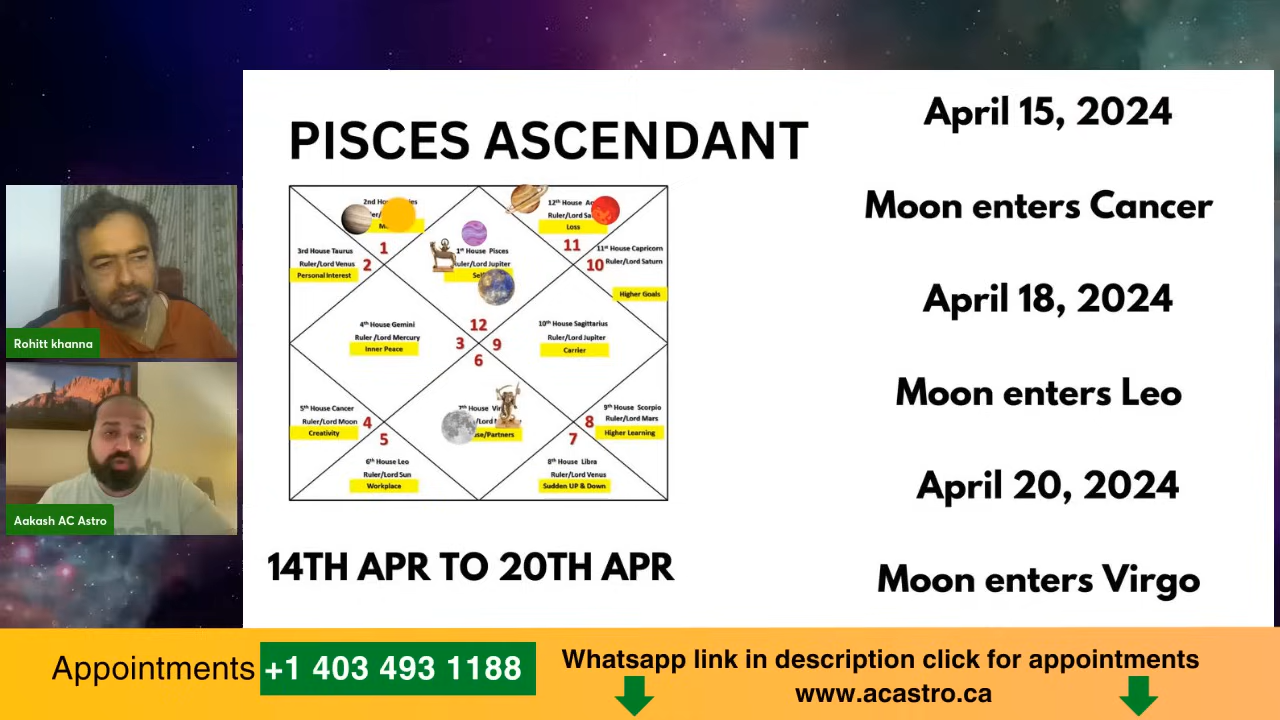 PISCES ASCENDANT
2nd
12th House
Loss
1
11
3rd House Taurus
Ruler/Lord Venus
Personal Interest
2
1st House Pisces
Ruler/Lord Jupiter
11st House Capricorn
Ruler/Lord Saturn
10
Higher Goals
4th House Gemini
Ruler /Lord Mercury
Inner Peace
12
3
9
6
10th House Sagittarius
Ruler/Lord Jupiter
Carrier
5th House Cancer
Ruler/Lord Moon
Creativity
4
5
7th House
8
7
9th House Scorpio
Ruler/Lord Mars
Higher Learning
6th House Leo
Ruler/Lord Sun
Workplace
8th House Libra
Ruler/Lord Venus
Sudden UP & Down
14TH APR TO 20TH APR
April 15, 2024
Moon enters Cancer
April 18, 2024
Moon enters Leo
April 20, 2024
Moon enters Virgo
Rohitt khanna
Aakash AC Astro
Appointments +1 403 493 1188
Whatsapp link in description click for appointments
www.acastro.ca